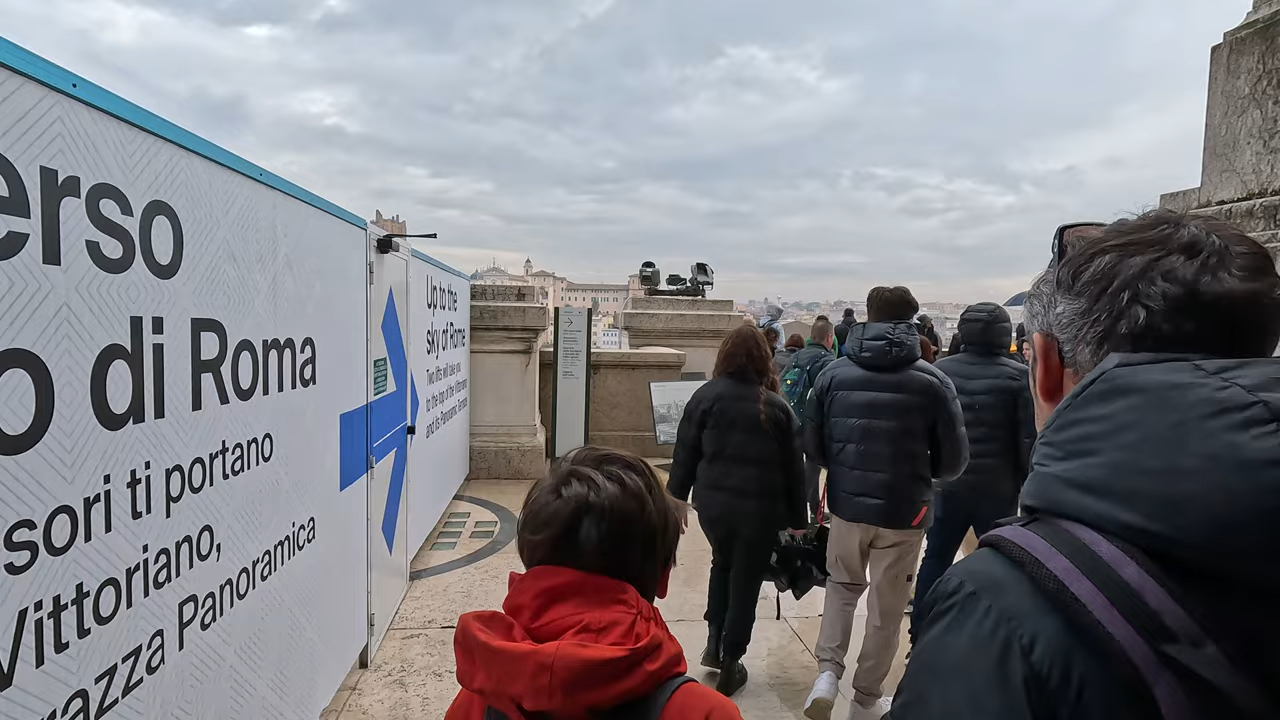 erso
o di Roma
sori ti portano
Vittoriano,
razza Panoramica
Up to the
sky of Rome
Two lifts will take you
to the top of the Vittoriano
and its Panoramic Terrace